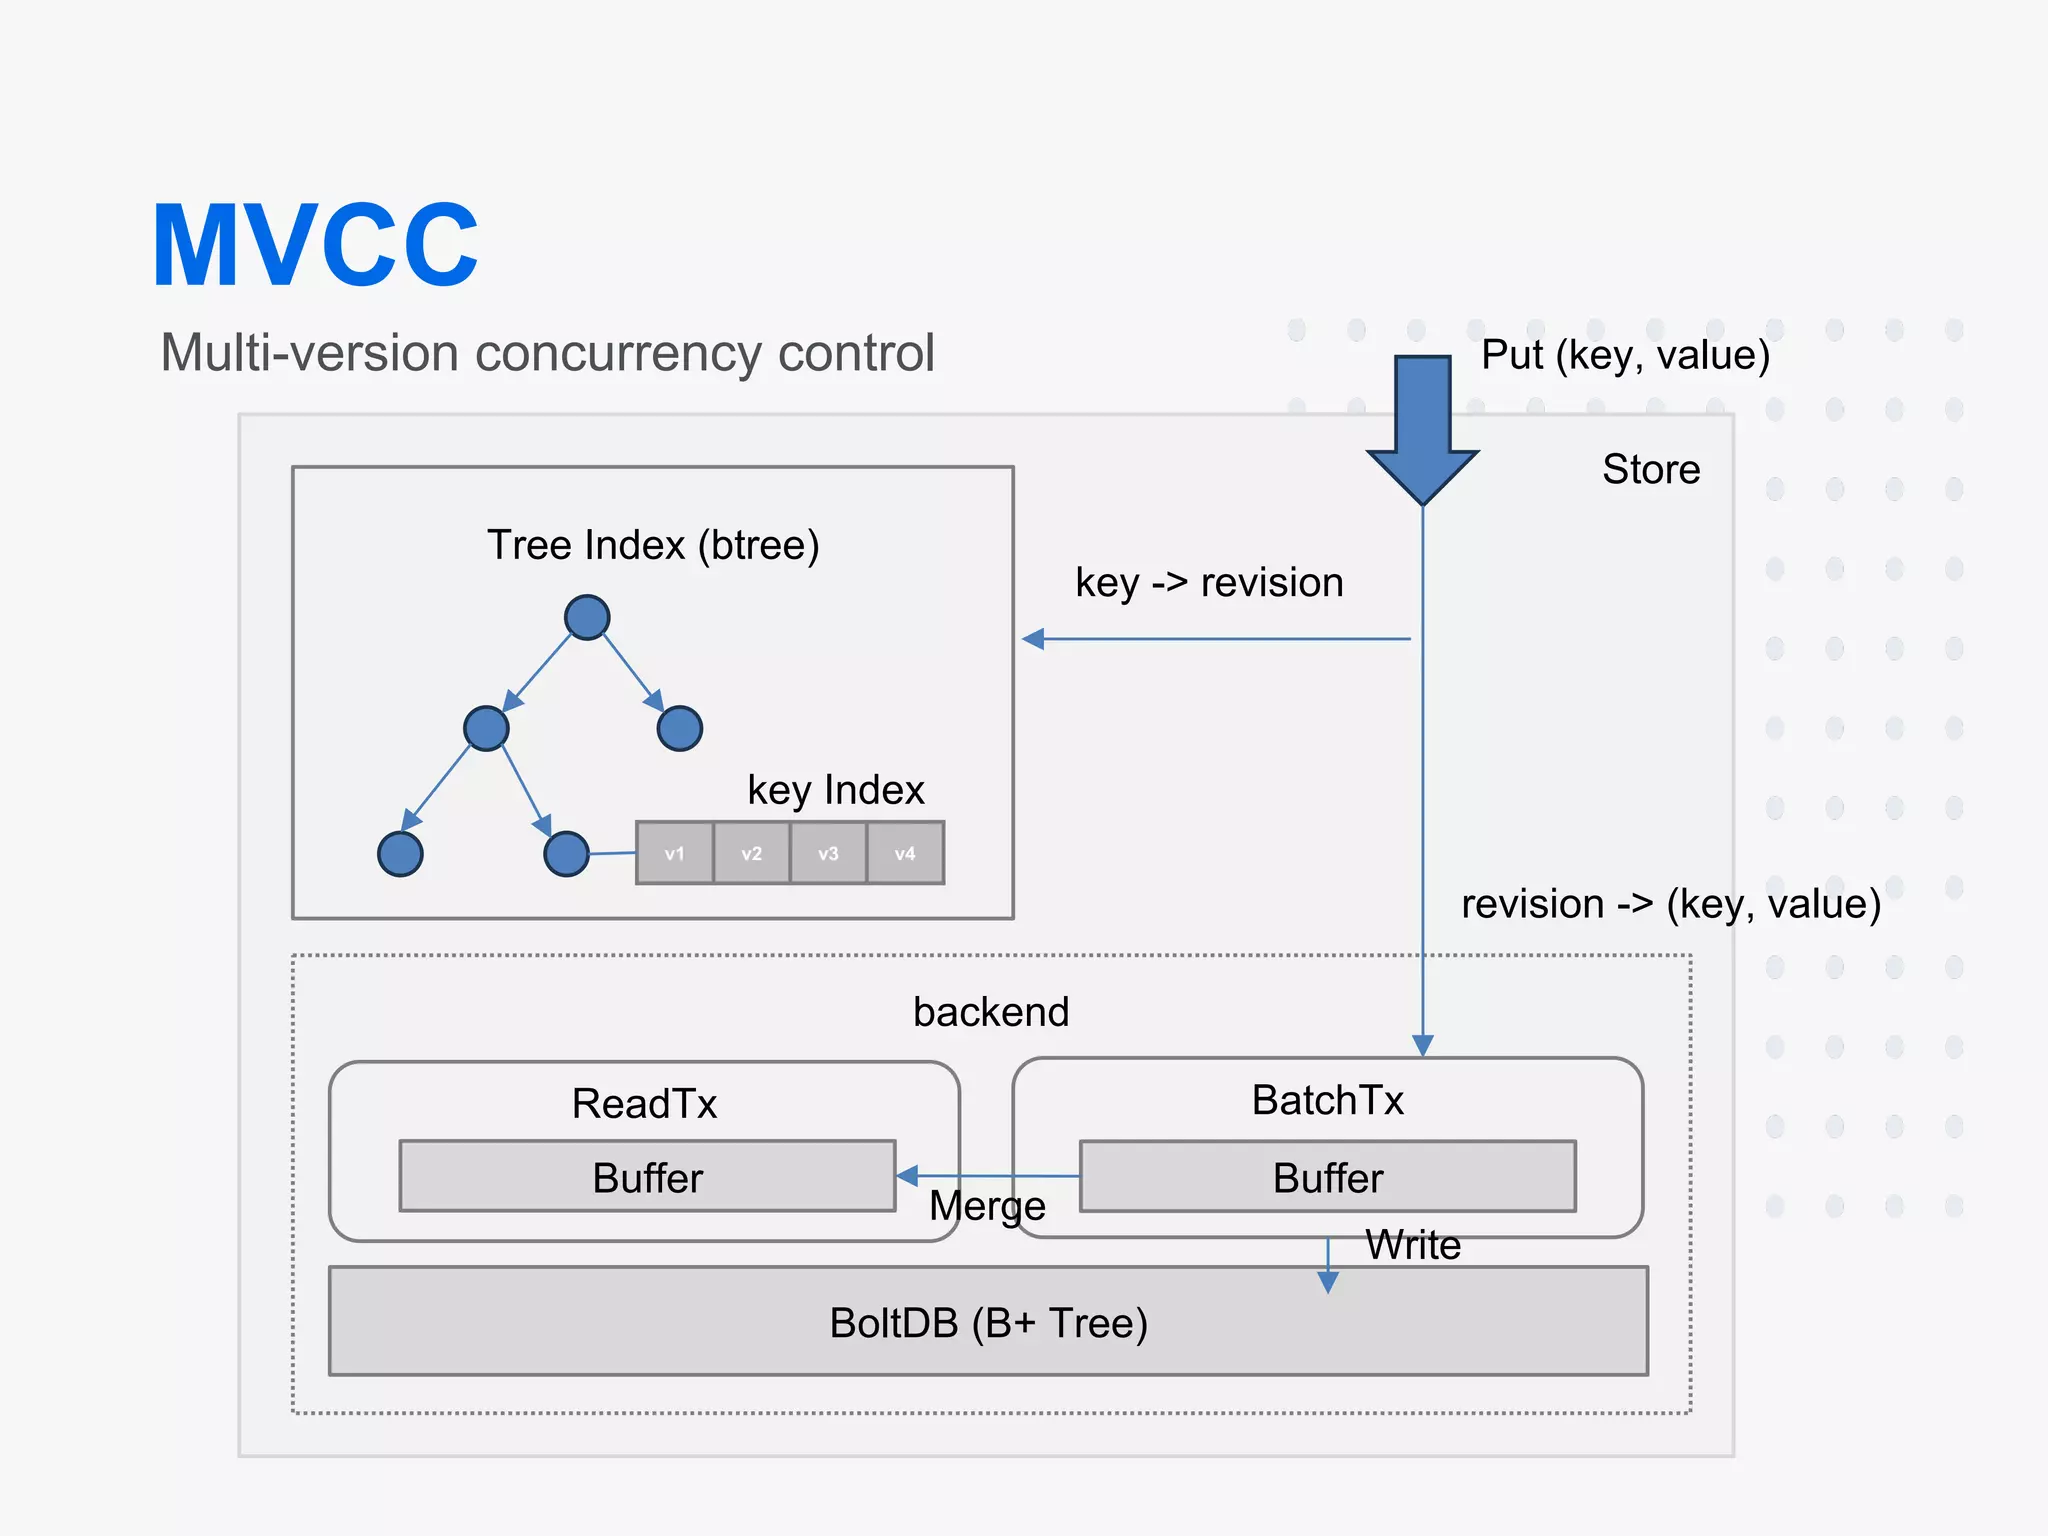 MVCC
Multi-version concurrency control
Put (key, value)
Store
Tree Index (btree)
key -> revision
key Index
v1 v2 v3 v4
revision -> (key, value)
backend
ReadTx
BatchTx
Buffer
Buffer
Merge
Write
BoltDB (B+ Tree)